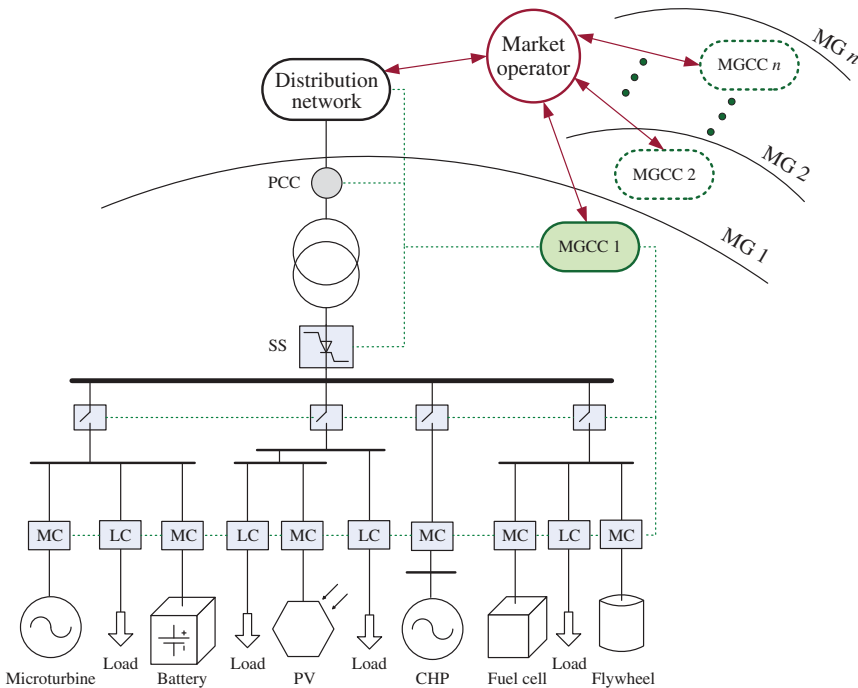 Market
operator
MG n
MGCC n
Distribution
network
MG 2
MGCC 2
PCC
MG 1
MGCC 1
SS
MC
LC
MC
LC
MC
LC
MC
MC
LC
MC
Microturbine
Load
Battery
Load
PV
Load
CHP
Fuel cell
Load
Flywheel